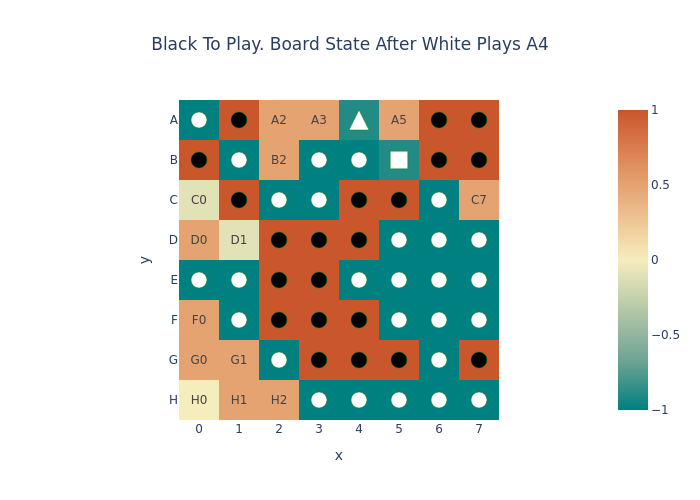 Black To Play. Board State After White Plays A4
A A2 A3 A5 1
B B2
C C0 C7 0.5
D D0 D1
y E 0
F F0
G G0 G1 −0.5
H H0 H1 H2 −1
0 1 2 3 4 5 6 7
x